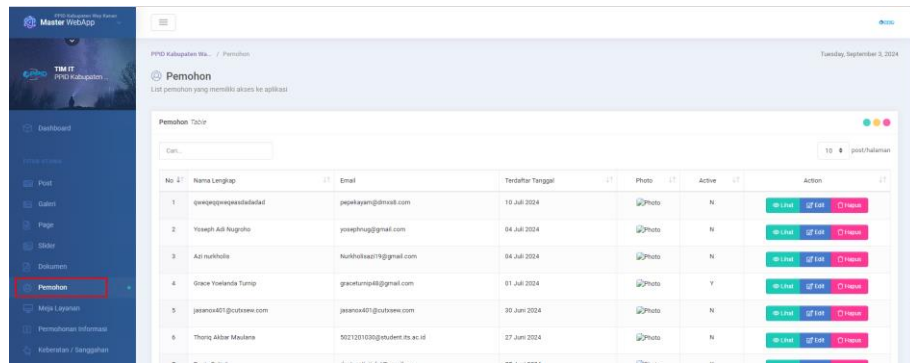 PPID Kabupaten Way Kanan
Master WebApp
TIM IT
PPID Kabupaten ...
Dashboard
Post
Galeri
Page
Slider
Dokumen
Pemohon
Meja Layanan
Permohonan Informasi
Keberatan / Sanggahan
PPID Kabupaten Wa... / Pemohon
Tuesday, September 3, 2024
Pemohon
List pemohon yang memiliki akses ke aplikasi
Pemohon Table
Cari...
10 post/halaman
No Nama Lengkap Email Terdaftar Tanggal Photo Active Action
1 pepekayam@dmxs8.com 10 Juli 2024 Photo N Lihat Edit Hapus
2 Yoseph Adi Nugroho yosephnug@gmail.com 04 Juli 2024 Photo N Lihat Edit Hapus
3 Azi nurkholis Nurkholisazi19@gmail.com 04 Juli 2024 Photo N Lihat Edit Hapus
4 Grace Yoelanda Turnip graceturnip48@gmail.com 01 Juli 2024 Photo Y Lihat Edit Hapus
5 jasanox401@cutxsew.com jasanox401@cutxsew.com 30 Juni 2024 Photo N Lihat Edit Hapus
6 Thoriq Akbar Maulana 5021201030@student.its.ac.id 27 Juni 2024 Photo N Lihat Edit Hapus